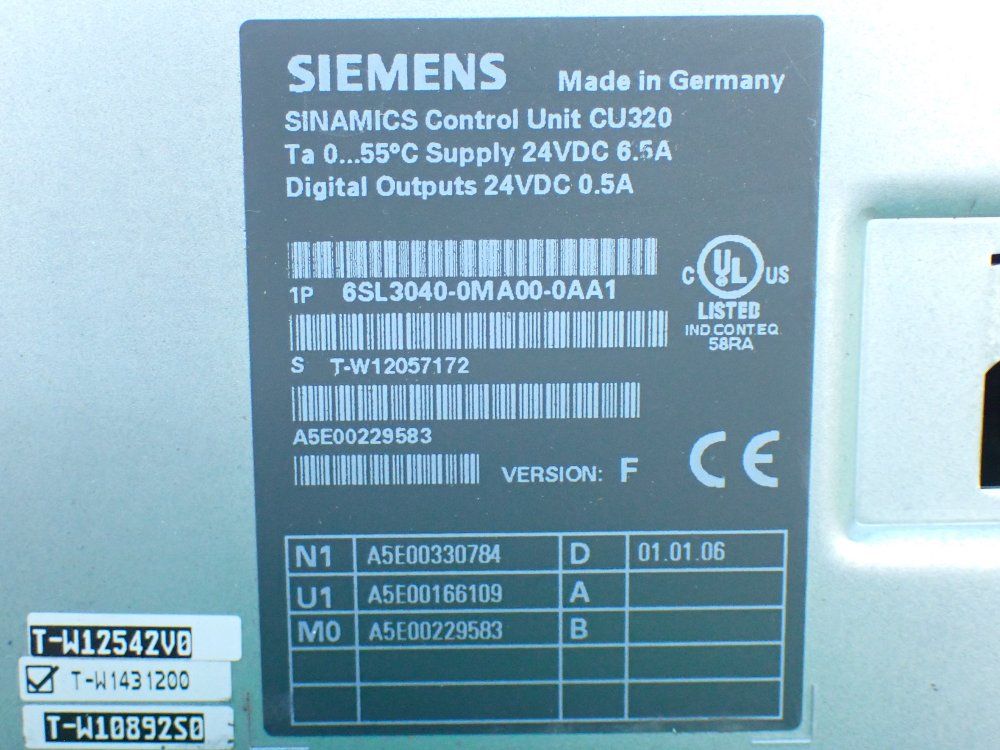 SIEMENS Made in Germany
SINAMICS Control Unit CU320
Ta 0...55°C Supply 24VDC 6.5A
Digital Outputs 24VDC 0.5A
1P 6SL3040-0MA00-0AA1
C UL US
LISTED
IND CONT EQ
58RA
S T-W12057172
A5E00229583
VERSION: F
CE
N1 A5E00330784 D 01.01.06
U1 A5E00166109 A
M0 A5E00229583 B
T-W12542V0
T-W1431200
T-W10892S0